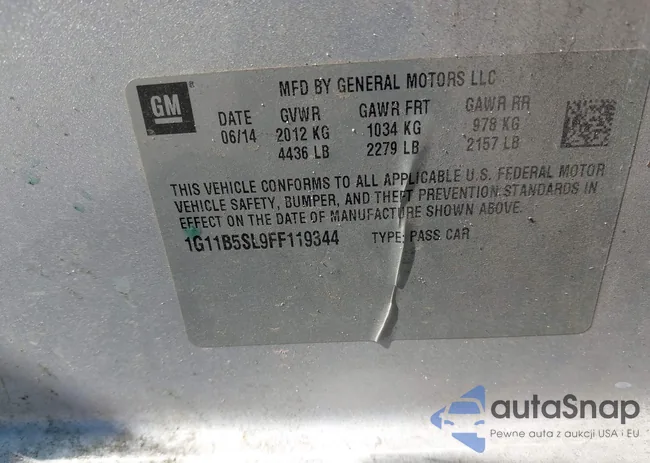 GM
MFD BY GENERAL MOTORS LLC
DATE GVWR GAWR FRT GAWR RR
06/14 2012 KG 1034 KG 978 KG
4436 LB 2279 LB 2157 LB
THIS VEHICLE CONFORMS TO ALL APPLICABLE U.S. FEDERAL MOTOR
VEHICLE SAFETY, BUMPER, AND THEFT PREVENTION STANDARDS IN
EFFECT ON THE DATE OF MANUFACTURE SHOWN ABOVE.
1G11B5SL9FF119344 TYPE: PASS CAR
autaSnap
Pewne auta z aukcji USA i EU